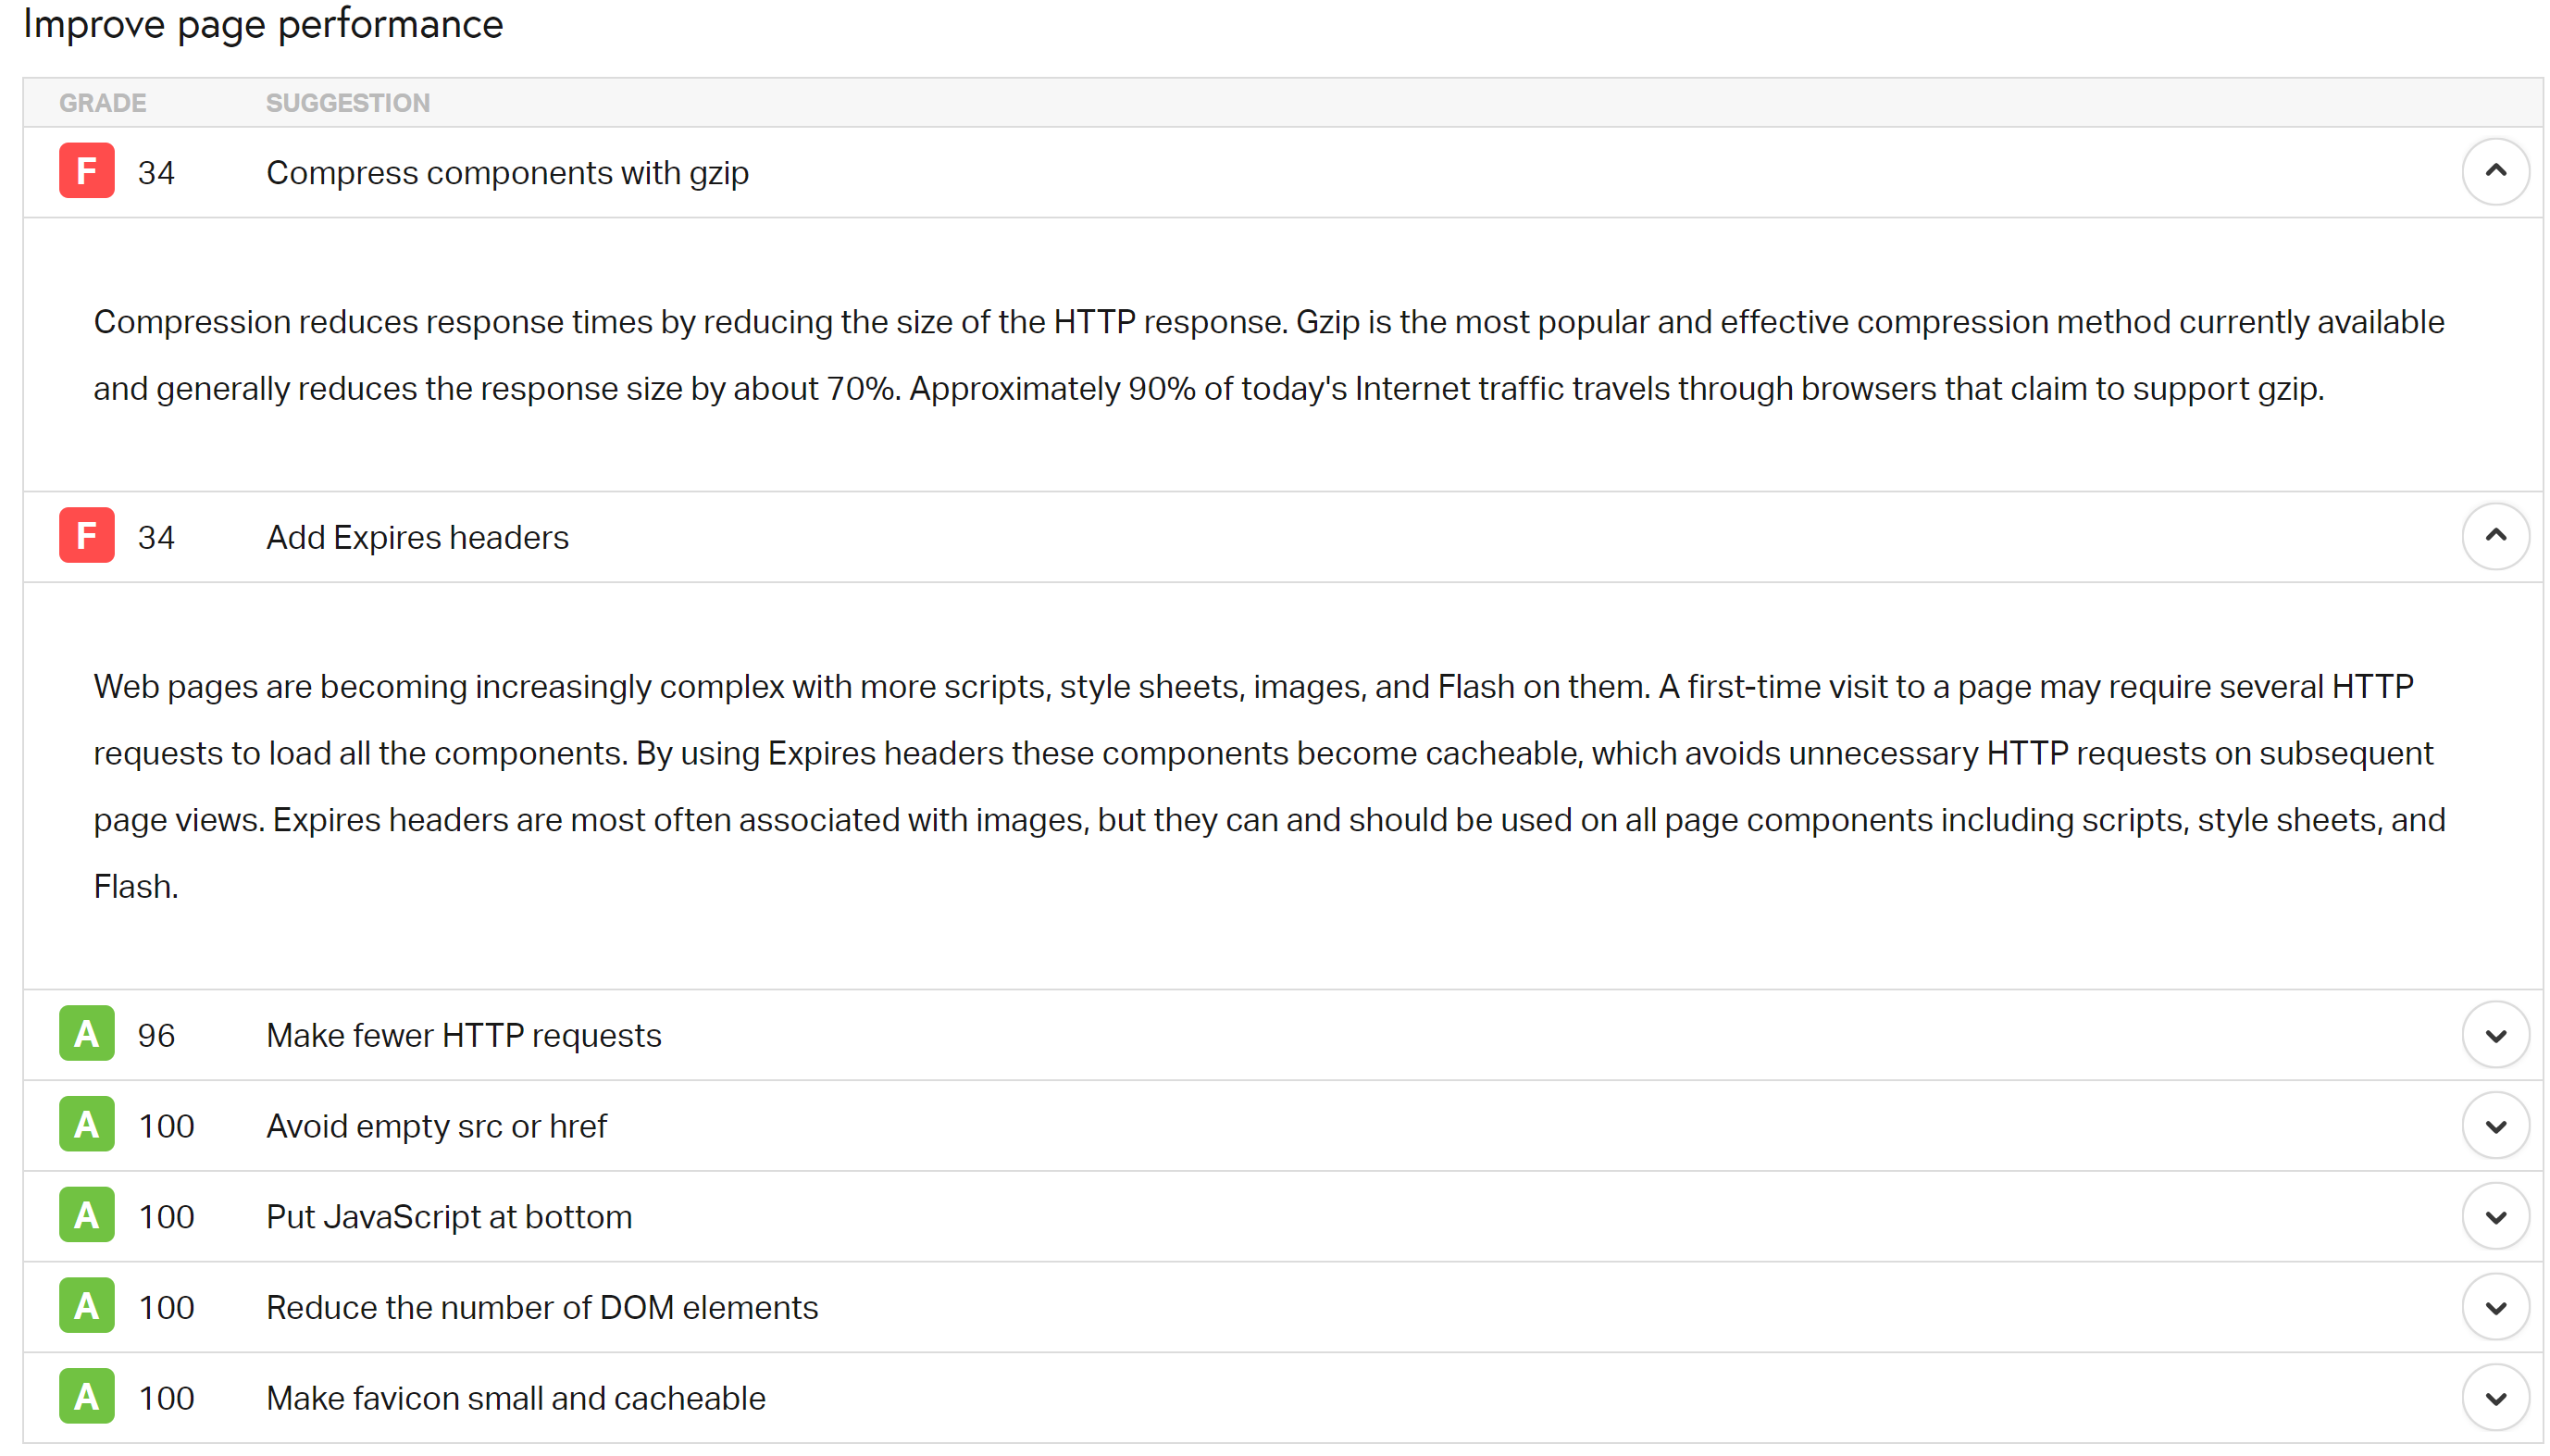 Improve page performance
GRADE SUGGESTION
F 34 Compress components with gzip
Compression reduces response times by reducing the size of the HTTP response. Gzip is the most popular and effective compression method currently available
and generally reduces the response size by about 70%. Approximately 90% of today's Internet traffic travels through browsers that claim to support gzip.
F 34 Add Expires headers
Web pages are becoming increasingly complex with more scripts, style sheets, images, and Flash on them. A first-time visit to a page may require several HTTP
requests to load all the components. By using Expires headers these components become cacheable, which avoids unnecessary HTTP requests on subsequent
page views. Expires headers are most often associated with images, but they can and should be used on all page components including scripts, style sheets, and
Flash.
A 96 Make fewer HTTP requests
A 100 Avoid empty src or href
A 100 Put JavaScript at bottom
A 100 Reduce the number of DOM elements
A 100 Make favicon small and cacheable